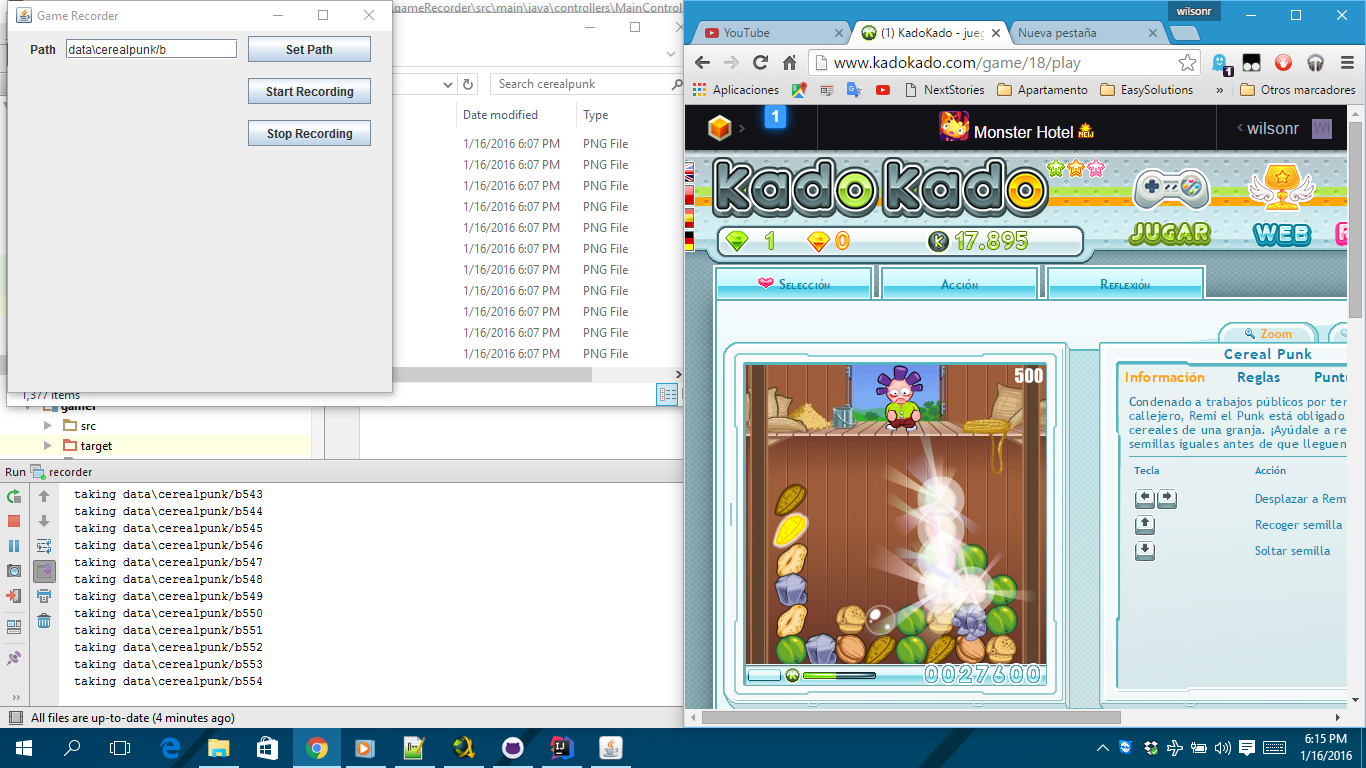 Game Recorder
Path data\cerealpunk/b Set Path
Start Recording
Stop Recording
gameRecorder\src\main\java\controllers\MainControl
Search cerealpunk
Date modified Type
1/16/2016 6:07 PM PNG File
1/16/2016 6:07 PM PNG File
1/16/2016 6:07 PM PNG File
1/16/2016 6:07 PM PNG File
1/16/2016 6:07 PM PNG File
1/16/2016 6:07 PM PNG File
1/16/2016 6:07 PM PNG File
1/16/2016 6:07 PM PNG File
1/16/2016 6:07 PM PNG File
1/16/2016 6:07 PM PNG File
1/16/2016 6:07 PM PNG File
1,377 items
gamer
src
target
Run recorder
taking data\cerealpunk/b543
taking data\cerealpunk/b544
taking data\cerealpunk/b545
taking data\cerealpunk/b546
taking data\cerealpunk/b547
taking data\cerealpunk/b548
taking data\cerealpunk/b549
taking data\cerealpunk/b550
taking data\cerealpunk/b551
taking data\cerealpunk/b552
taking data\cerealpunk/b553
taking data\cerealpunk/b554
All files are up-to-date (4 minutes ago)
wilsonr
YouTube (1) KadoKado - jueg Nueva pestaña
www.kadokado.com/game/18/play
1
Aplicaciones NextStories Apartamento EasySolutions » Otros marcadores
1 Monster Hotel NEW wilsonr WI
kadokado
JUGAR WEB
1 0 K 17.895
Selección Acción Reflexión
Zoom
Cereal Punk
Información Reglas Puntu
Condenado a trabajos públicos por ter
callejero, Remi el Punk está obligado
cereales de una granja. ¡Ayúdale a re
semillas iguales antes de que lleguen
Tecla Acción
Desplazar a Rem
Recoger semilla
Soltar semilla
500
0027600
6:15 PM
1/16/2016